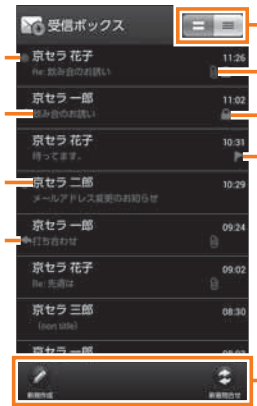 受信ボックス
京セラ 花子 11:26
Re: 飲み会のお誘い
京セラ 一郎 11:02
飲み会のお誘い
京セラ 花子 10:31
待ってます。
京セラ 二郎 10:29
メールアドレス変更のお知らせ
京セラ 一郎 09:24
打ち合わせ
京セラ 花子 09:02
Re: 先週は
京セラ 三郎 08:30
(non title)
京セラ 一郎
新規作成 新着問合せ